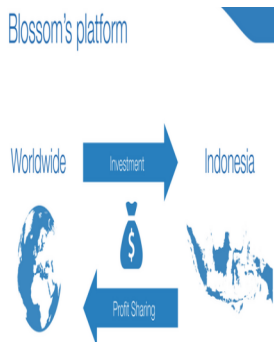 Blossom's platform
Worldwide
Investment
Indonesia
$
Profit Sharing